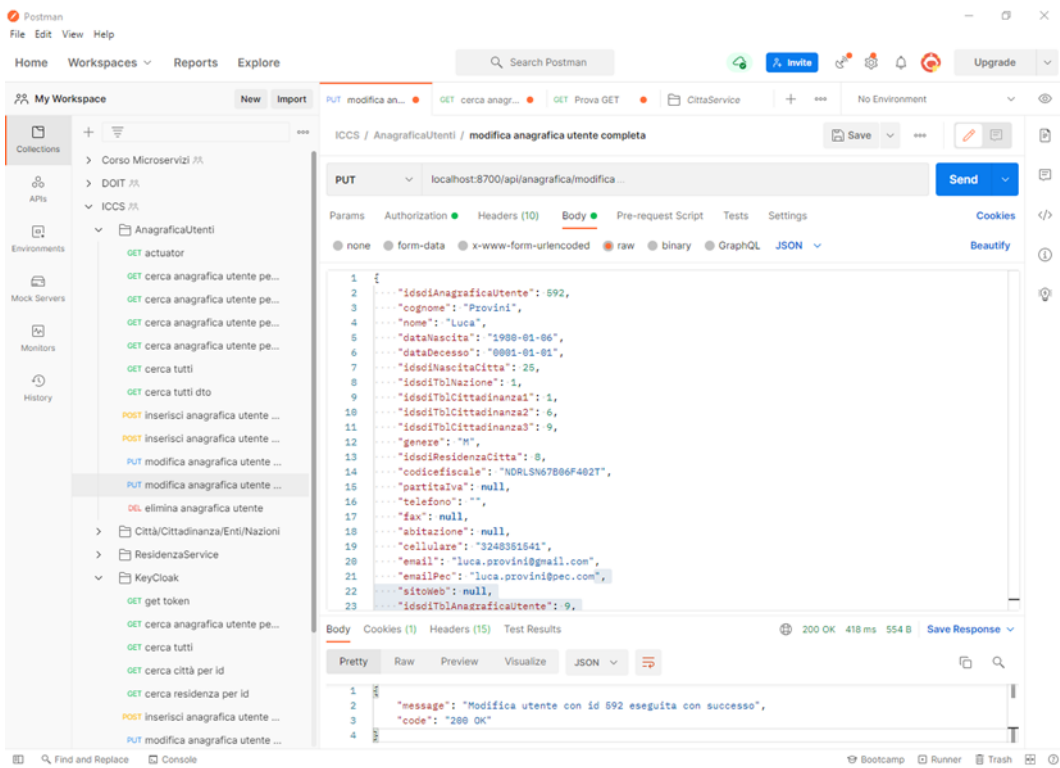 Postman
File Edit View Help
Home Workspaces Reports Explore
Search Postman
Invite
Upgrade
My Workspace
New Import
PUT modifica an...
GET cerca anagr...
GET Prova GET
CittaService
No Environment
Collections
APIs
Environments
Mock Servers
Monitors
History
Corso Microservizi
DOIT
ICCS
AnagraficaUtenti
GET actuator
GET cerca anagrafica utente pe...
GET cerca anagrafica utente pe...
GET cerca anagrafica utente pe...
GET cerca anagrafica utente pe...
GET cerca tutti
GET cerca tutti dto
POST inserisci anagrafica utente ...
POST inserisci anagrafica utente ...
PUT modifica anagrafica utente ...
PUT modifica anagrafica utente ...
DEL elimina anagrafica utente
Città/Cittadinanza/Enti/Nazioni
ResidenzaService
KeyCloak
GET get token
GET cerca anagrafica utente pe...
GET cerca tutti
GET cerca città per id
GET cerca residenza per id
POST inserisci anagrafica utente ...
PUT modifica anagrafica utente ...
ICCS / AnagraficaUtenti / modifica anagrafica utente completa
Save
PUT
localhost:8700/api/anagrafica/modifica...
Send
Params Authorization Headers (10) Body Pre-request Script Tests Settings
Cookies
none form-data x-www-form-urlencoded raw binary GraphQL JSON
Beautify
1 {
2 "idsdiAnagraficaUtente": 592,
3 "cognome": "Provini",
4 "nome": "Luca",
5 "dataNascita": "1980-01-06",
6 "dataDecesso": "0001-01-01",
7 "idsdiNascitaCitta": 25,
8 "idsdiTblNazione": 1,
9 "idsdiTblCittadinanza1": 1,
10 "idsdiTblCittadinanza2": 6,
11 "idsdiTblCittadinanza3": 9,
12 "genere": "M",
13 "idsdiResidenzaCitta": 8,
14 "codicefiscale": "NDRLSN67B06F402T",
15 "partitaIva": null,
16 "telefono": "",
17 "fax": null,
18 "abitazione": null,
19 "cellulare": "3248351541",
20 "email": "luca.provini@gmail.com",
21 "emailPec": "luca.provini@pec.com",
22 "sitoWeb": null,
23 "idsdiTblAnagraficaUtente": 9,
Body Cookies (1) Headers (15) Test Results
200 OK 418 ms 554 B Save Response
Pretty Raw Preview Visualize JSON
1 {
2 "message": "Modifica utente con id 592 eseguita con successo",
3 "code": "200 OK"
4 }
Find and Replace Console
Bootcamp Runner Trash